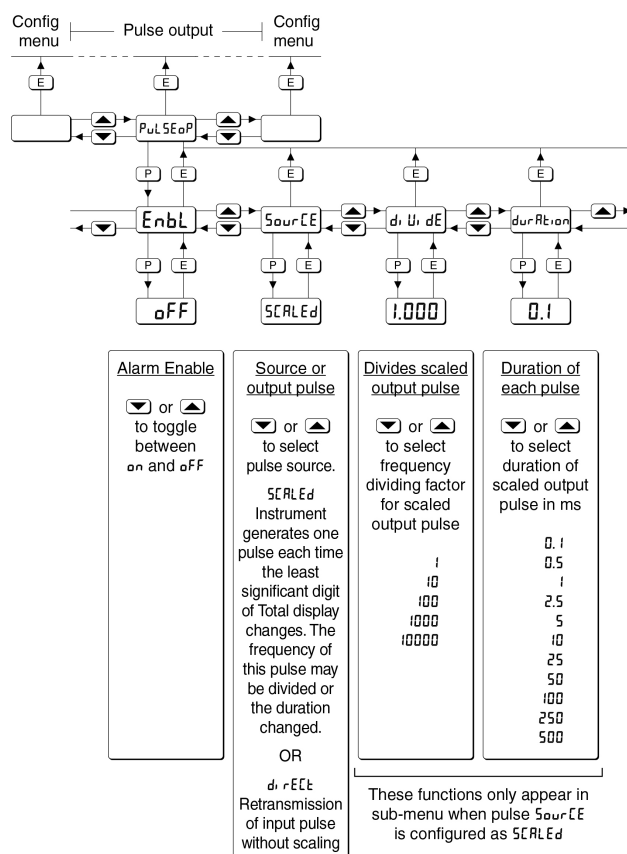 Config menu
Pulse output
Config menu
E
E
E
PuLSEoP
P
E
E
E
E
EnbL
SourCE
diUidE
durAtion
P
E
P
E
P
E
P
E
oFF
SCALEd
1.000
0.1
Alarm Enable
or
to toggle
between
on and oFF
Source or
output pulse
or
to select
pulse source.
SCALEd
Instrument
generates one
pulse each time
the least
significant digit
of Total display
changes. The
frequency of
this pulse may
be divided or
the duration
changed.
OR
dirECt
Retransmission
of input pulse
without scaling
Divides scaled
output pulse
or
to select
frequency
dividing factor
for scaled
output pulse
1
10
100
1000
10000
Duration of
each pulse
or
to select
duration of
scaled output
pulse in ms
0.1
0.5
1
2.5
5
10
25
50
100
250
500
These functions only appear in
sub-menu when pulse SourCE
is configured as SCALEd